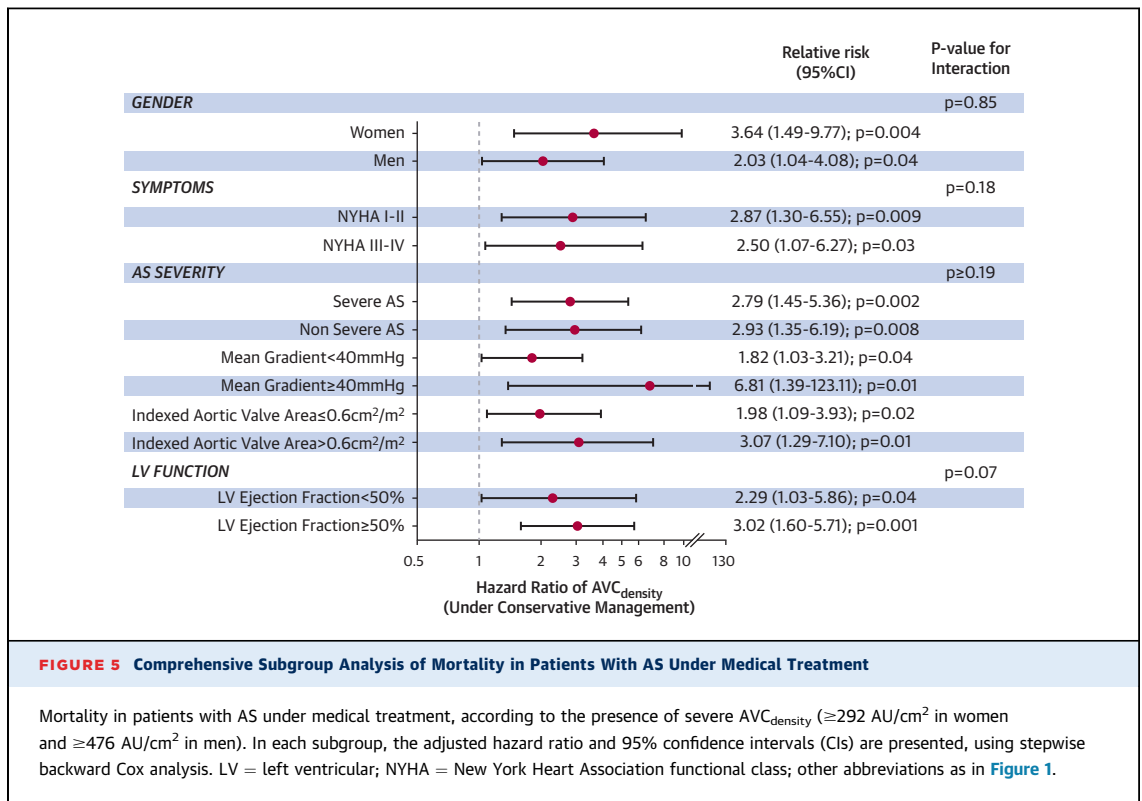 Relative risk
(95%CI)
P-value for
Interaction
GENDER p=0.85
Women 3.64 (1.49-9.77); p=0.004
Men 2.03 (1.04-4.08); p=0.04
SYMPTOMS p=0.18
NYHA I-II 2.87 (1.30-6.55); p=0.009
NYHA III-IV 2.50 (1.07-6.27); p=0.03
AS SEVERITY p≥0.19
Severe AS 2.79 (1.45-5.36); p=0.002
Non Severe AS 2.93 (1.35-6.19); p=0.008
Mean Gradient<40mmHg 1.82 (1.03-3.21); p=0.04
Mean Gradient≥40mmHg 6.81 (1.39-123.11); p=0.01
Indexed Aortic Valve Area≤0.6cm²/m² 1.98 (1.09-3.93); p=0.02
Indexed Aortic Valve Area>0.6cm²/m² 3.07 (1.29-7.10); p=0.01
LV FUNCTION p=0.07
LV Ejection Fraction<50% 2.29 (1.03-5.86); p=0.04
LV Ejection Fraction≥50% 3.02 (1.60-5.71); p=0.001
0.5 1 2 3 4 5 6 8 10 130
Hazard Ratio of AVCdensity
(Under Conservative Management)
FIGURE 5 Comprehensive Subgroup Analysis of Mortality in Patients With AS Under Medical Treatment
Mortality in patients with AS under medical treatment, according to the presence of severe AVCdensity (≥292 AU/cm² in women
and ≥476 AU/cm² in men). In each subgroup, the adjusted hazard ratio and 95% confidence intervals (CIs) are presented, using stepwise
backward Cox analysis. LV = left ventricular; NYHA = New York Heart Association functional class; other abbreviations as in Figure 1.